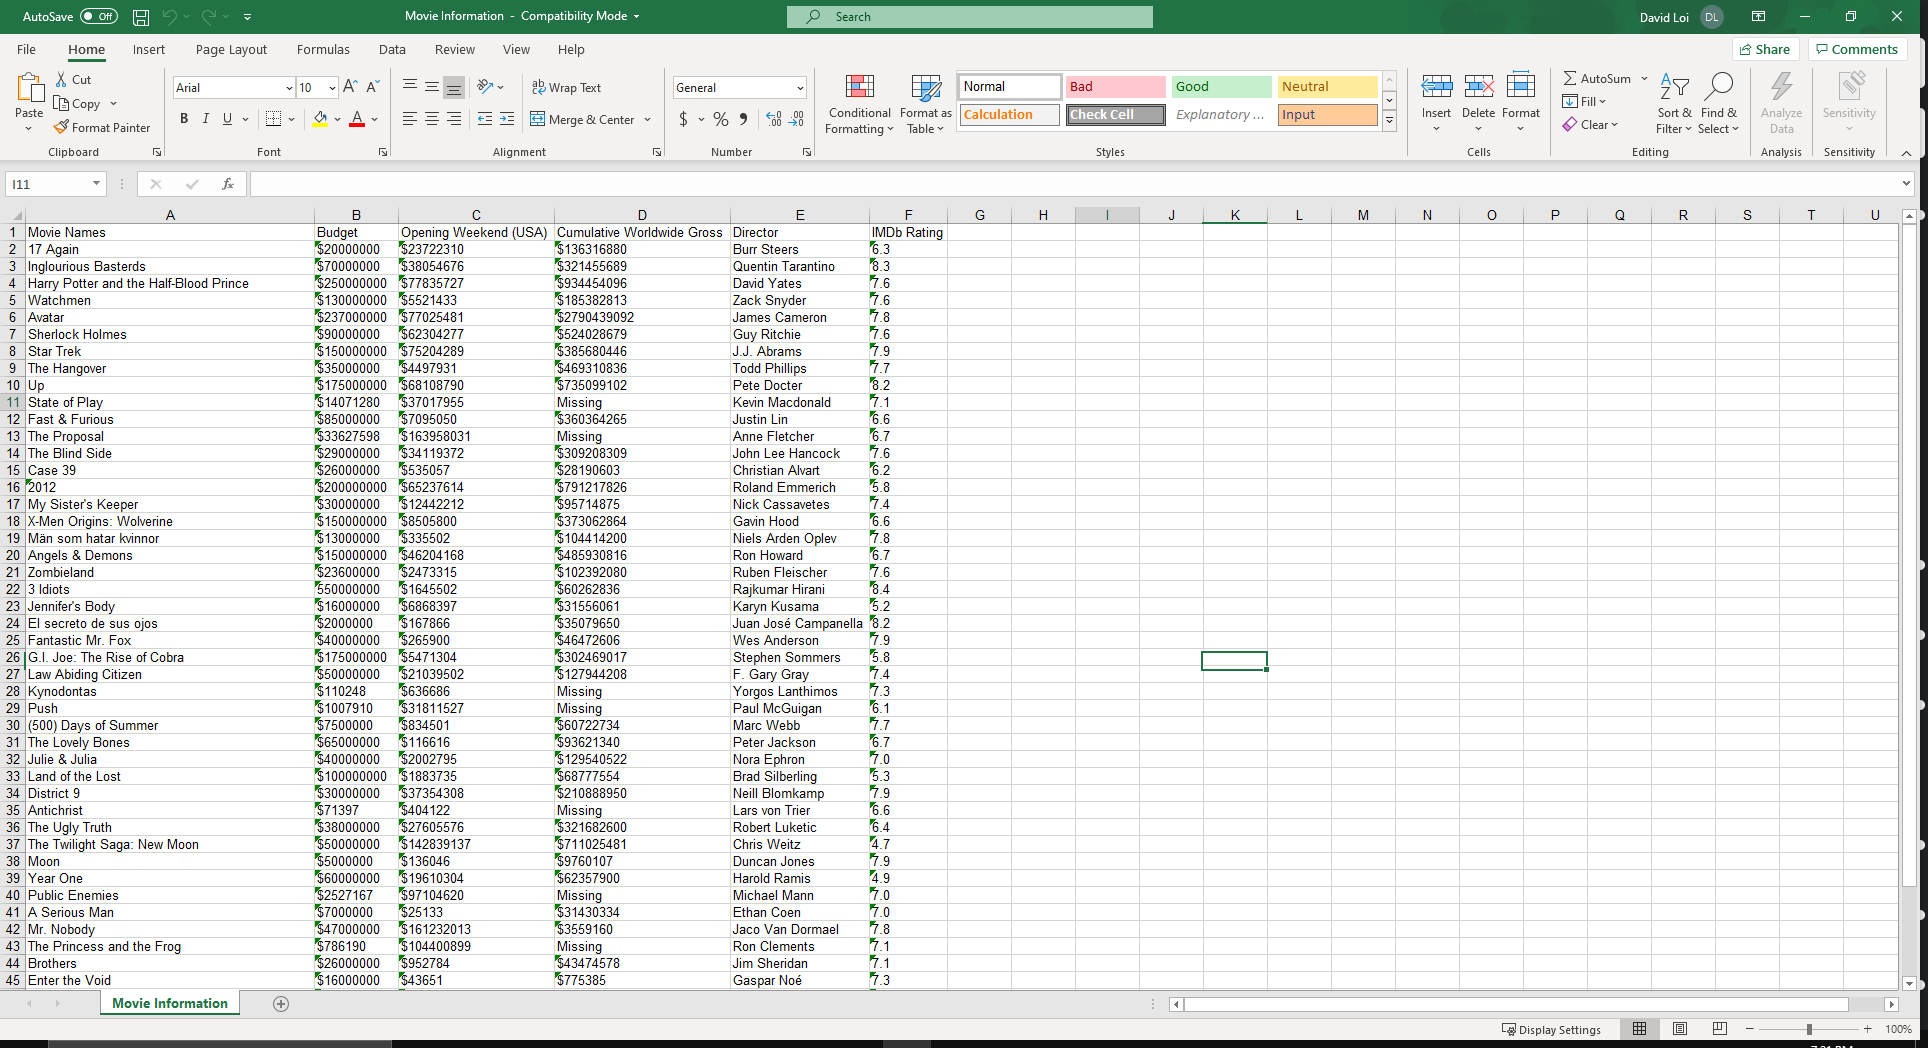 AutoSave Off Movie Information - Compatibility Mode Search David Loi DL
File Home Insert Page Layout Formulas Data Review View Help Share Comments
Paste Cut Copy Format Painter
Arial 10 B I U
Wrap Text Merge & Center
General $ % 9
Conditional Formatting Format as Table
Normal Bad Good Neutral
Calculation Check Cell Explanatory ... Input
Insert Delete Format
AutoSum Fill Clear
Sort & Filter Find & Select
Analyze Data Sensitivity
Clipboard Font Alignment Number Styles Cells Editing Analysis Sensitivity
I11 fx
A B C D E F G H I J K L M N O P Q R S T U
1 Movie Names Budget Opening Weekend (USA) Cumulative Worldwide Gross Director IMDb Rating
2 17 Again $20000000 $23722310 $136316880 Burr Steers 6.3
3 Inglourious Basterds $70000000 $38054676 $321455689 Quentin Tarantino 8.3
4 Harry Potter and the Half-Blood Prince $250000000 $77835727 $934454096 David Yates 7.6
5 Watchmen $130000000 $5521433 $185382813 Zack Snyder 7.6
6 Avatar $237000000 $77025481 $2790439092 James Cameron 7.8
7 Sherlock Holmes $90000000 $62304277 $524028679 Guy Ritchie 7.6
8 Star Trek $150000000 $75204289 $385680446 J.J. Abrams 7.9
9 The Hangover $35000000 $4497931 $469310836 Todd Phillips 7.7
10 Up $175000000 $68108790 $735099102 Pete Docter 8.2
11 State of Play $14071280 $37017955 Missing Kevin Macdonald 7.1
12 Fast & Furious $85000000 $7095050 $360364265 Justin Lin 6.6
13 The Proposal $33627598 $163958031 Missing Anne Fletcher 6.7
14 The Blind Side $29000000 $34119372 $309208309 John Lee Hancock 7.6
15 Case 39 $26000000 $535057 $28190603 Christian Alvart 6.2
16 2012 $200000000 $65237614 $791217826 Roland Emmerich 5.8
17 My Sister's Keeper $30000000 $12442212 $95714875 Nick Cassavetes 7.4
18 X-Men Origins: Wolverine $150000000 $8505800 $373062864 Gavin Hood 6.6
19 Män som hatar kvinnor $13000000 $335502 $104414200 Niels Arden Oplev 7.8
20 Angels & Demons $150000000 $46204168 $485930816 Ron Howard 6.7
21 Zombieland $23600000 $2473315 $102392080 Ruben Fleischer 7.6
22 3 Idiots 550000000 $1645502 $60262836 Rajkumar Hirani 8.4
23 Jennifer's Body $16000000 $6868397 $31556061 Karyn Kusama 5.2
24 El secreto de sus ojos $2000000 $167866 $35079650 Juan José Campanella 8.2
25 Fantastic Mr. Fox $40000000 $265900 $46472606 Wes Anderson 7.9
26 G.I. Joe: The Rise of Cobra $175000000 $5471304 $302469017 Stephen Sommers 5.8
27 Law Abiding Citizen $50000000 $21039502 $127944208 F. Gary Gray 7.4
28 Kynodontas $110248 $636686 Missing Yorgos Lanthimos 7.3
29 Push $1007910 $31811527 Missing Paul McGuigan 6.1
30 (500) Days of Summer $7500000 $834501 $60722734 Marc Webb 7.7
31 The Lovely Bones $65000000 $116616 $93621340 Peter Jackson 6.7
32 Julie & Julia $40000000 $2002795 $129540522 Nora Ephron 7.0
33 Land of the Lost $100000000 $1883735 $68777554 Brad Silberling 5.3
34 District 9 $30000000 $37354308 $210888950 Neill Blomkamp 7.9
35 Antichrist $71397 $404122 Missing Lars von Trier 6.6
36 The Ugly Truth $38000000 $27605576 $321682600 Robert Luketic 6.4
37 The Twilight Saga: New Moon $50000000 $142839137 $711025481 Chris Weitz 4.7
38 Moon $5000000 $136046 $9760107 Duncan Jones 7.9
39 Year One $60000000 $19610304 $62357900 Harold Ramis 4.9
40 Public Enemies $2527167 $97104620 Missing Michael Mann 7.0
41 A Serious Man $7000000 $25133 $31430334 Ethan Coen 7.0
42 Mr. Nobody $47000000 $161232013 $3559160 Jaco Van Dormael 7.8
43 The Princess and the Frog $786190 $104400899 Missing Ron Clements 7.1
44 Brothers $26000000 $952784 $43474578 Jim Sheridan 7.1
45 Enter the Void $16000000 $43651 $775385 Gaspar Noé 7.3
Movie Information
Display Settings 100%